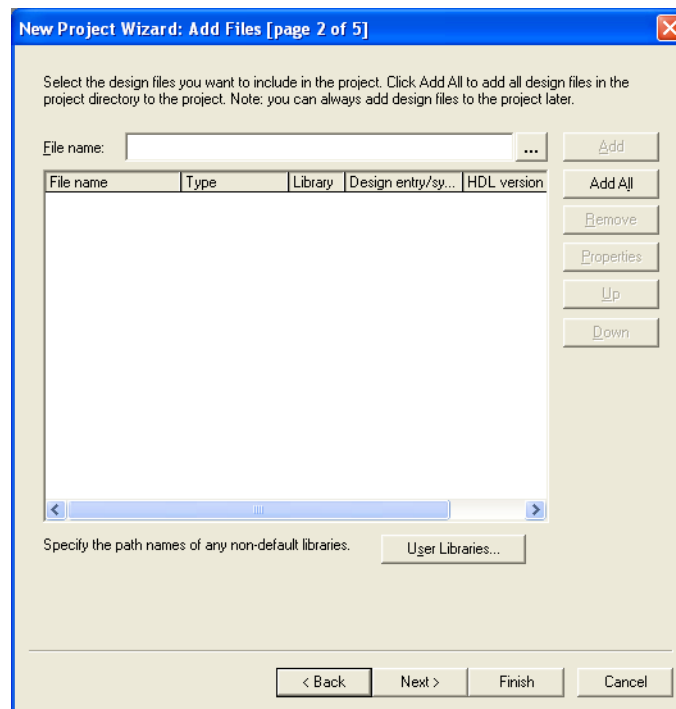 New Project Wizard: Add Files [page 2 of 5]
Select the design files you want to include in the project. Click Add All to add all design files in the
project directory to the project. Note: you can always add design files to the project later.
File name:
...
Add
File name Type Library Design entry/sy... HDL version
Add All
Remove
Properties
Up
Down
Specify the path names of any non-default libraries.
User Libraries...
< Back
Next >
Finish
Cancel